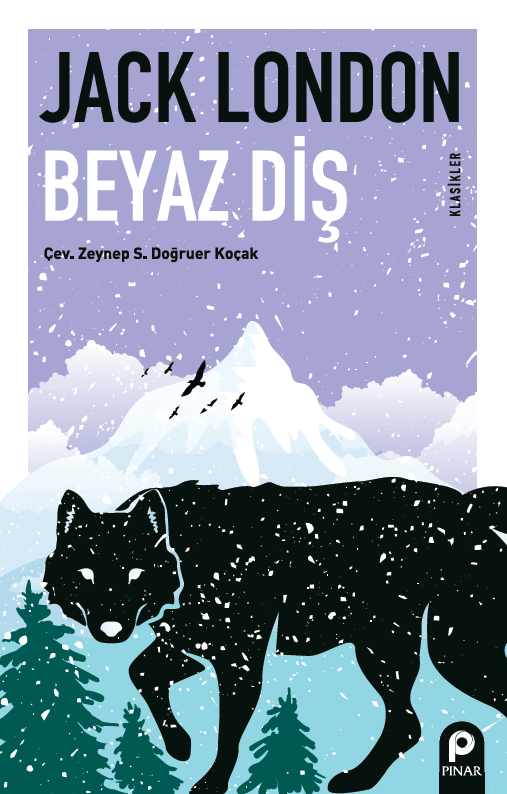 JACK LONDON
BEYAZ DİŞ
KLASİKLER
Çev. Zeynep S. Doğruer Koçak
PINAR